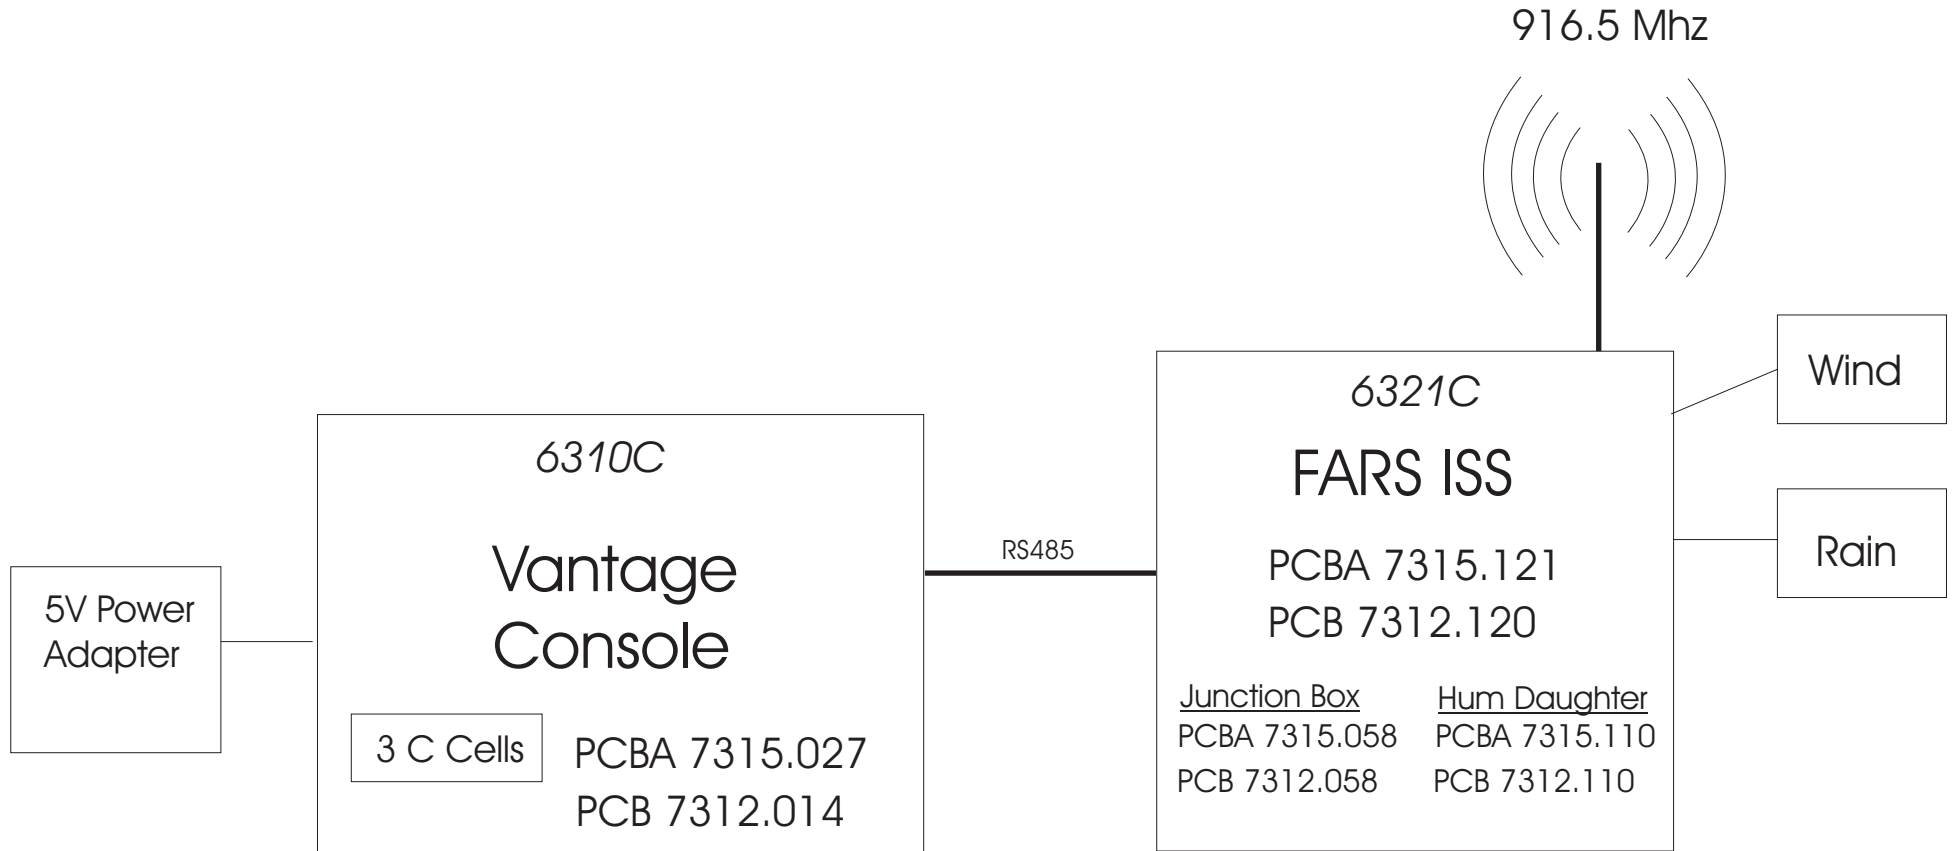 916.5 Mhz
6310C
Vantage
Console
3 C Cells
PCBA 7315.027
PCB 7312.014
5V Power
Adapter
RS485
6321C
FARS ISS
PCBA 7315.121
PCB 7312.120
Junction Box
PCBA 7315.058
PCB 7312.058
Hum Daughter
PCBA 7315.110
PCB 7312.110
Wind
Rain